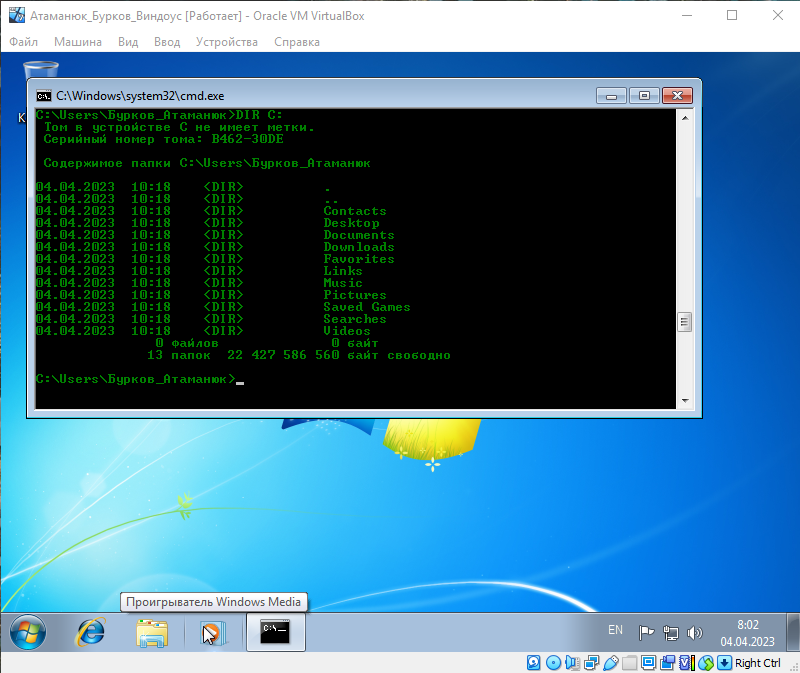 Атаманюк_Бурков_Виндоус [Работает] - Oracle VM VirtualBox
Файл Машина Вид Ввод Устройства Справка
C:\Windows\system32\cmd.exe
C:\Users\Бурков_Атаманюк>DIR C:
Том в устройстве C не имеет метки.
Серийный номер тома: B462-30DE
Содержимое папки C:\Users\Бурков_Атаманюк
04.04.2023 10:18 <DIR> .
04.04.2023 10:18 <DIR> ..
04.04.2023 10:18 <DIR> Contacts
04.04.2023 10:18 <DIR> Desktop
04.04.2023 10:18 <DIR> Documents
04.04.2023 10:18 <DIR> Downloads
04.04.2023 10:18 <DIR> Favorites
04.04.2023 10:18 <DIR> Links
04.04.2023 10:18 <DIR> Music
04.04.2023 10:18 <DIR> Pictures
04.04.2023 10:18 <DIR> Saved Games
04.04.2023 10:18 <DIR> Searches
04.04.2023 10:18 <DIR> Videos
0 файлов 0 байт
13 папок 22 427 586 560 байт свободно
C:\Users\Бурков_Атаманюк>_
Проигрыватель Windows Media
EN
8:02
04.04.2023
Right Ctrl